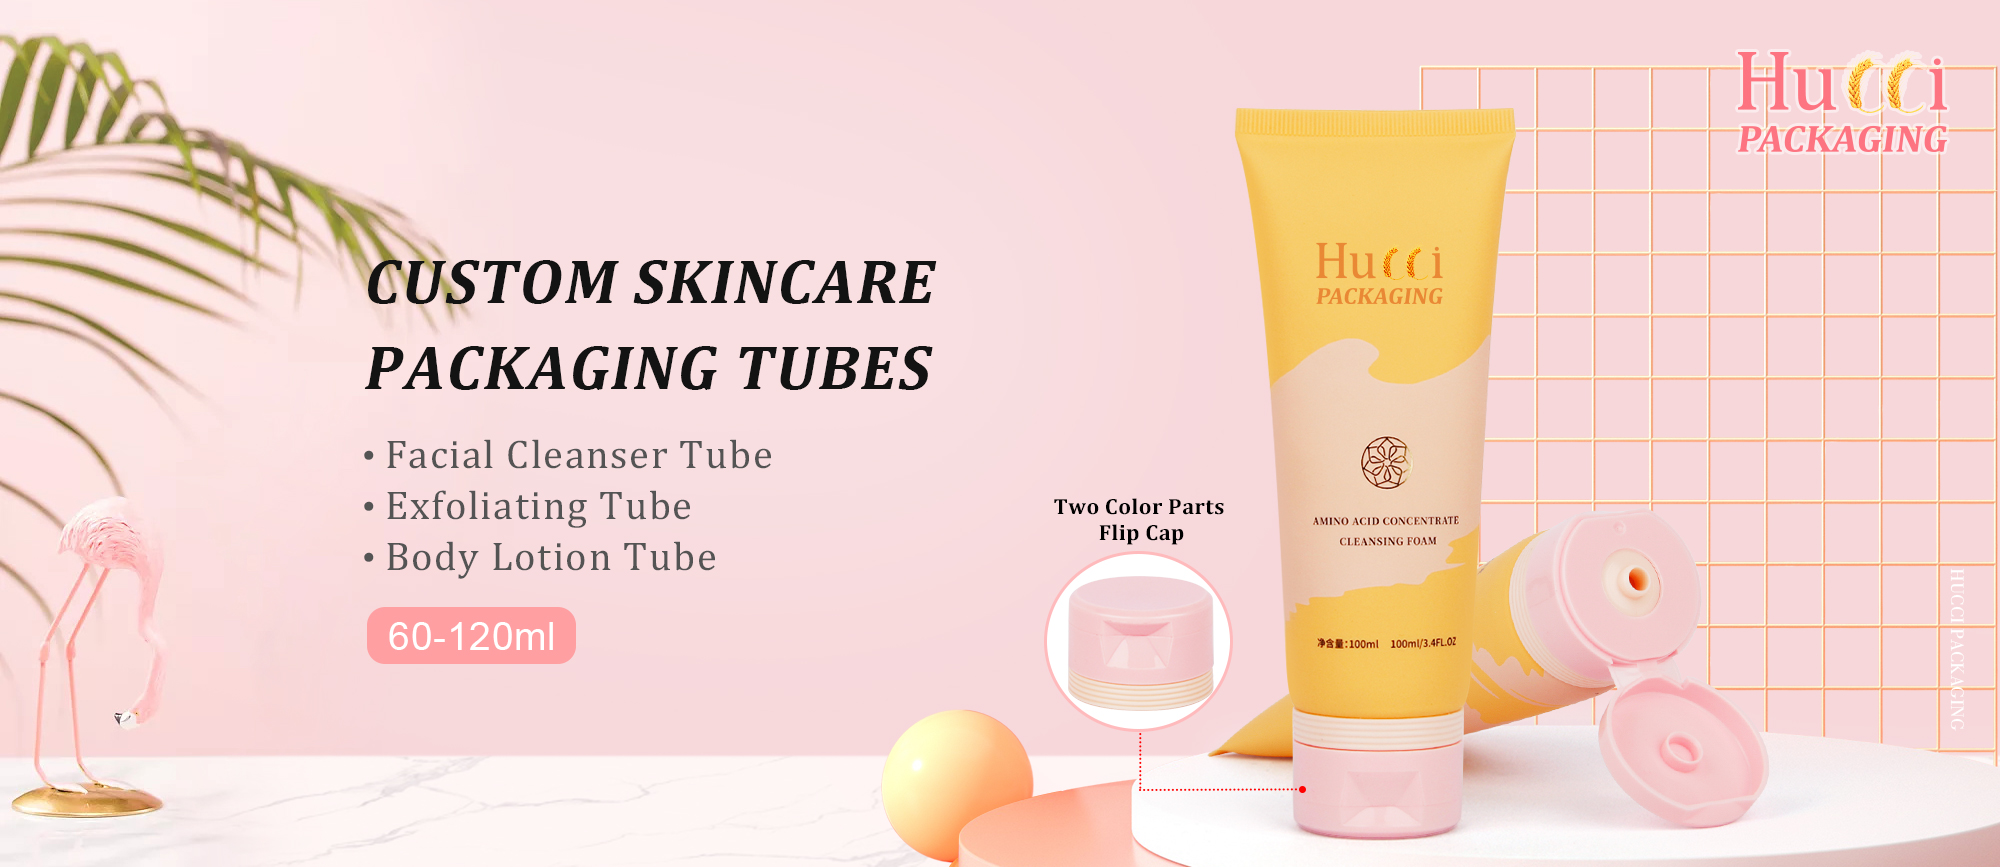 Hucci
PACKAGING
CUSTOM SKINCARE
PACKAGING TUBES
• Facial Cleanser Tube
• Exfoliating Tube
• Body Lotion Tube
60-120ml
Two Color Parts
Flip Cap
Hucci
PACKAGING
AMINO ACID CONCENTRATE
CLEANSING FOAM
净含量:100ml 100ml/3.4FL.OZ
HUCCI PACKAGING